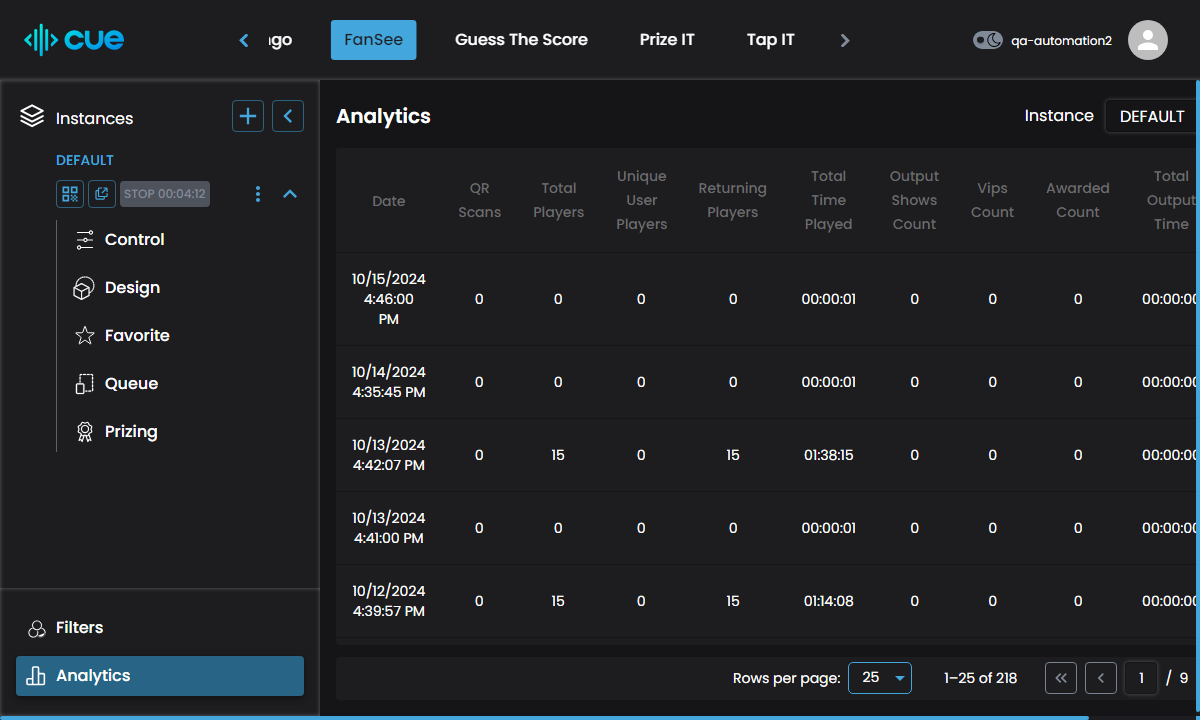 cue
FanSee
Guess The Score
Prize IT
Tap IT
qa-automation2
Instances
DEFAULT
STOP 00:04:12
Control
Design
Favorite
Queue
Prizing
Filters
Analytics
Analytics
Instance
DEFAULT
Date
QR
Scans
Total
Players
Unique
User
Players
Returning
Players
Total
Time
Played
Output
Shows
Count
Vips
Count
Awarded
Count
Total
Output
Time
10/15/2024
4:46:00
PM
0 0 0 0 00:00:01 0 0 0 00:00:00
10/14/2024
4:35:45 PM
0 0 0 0 00:00:01 0 0 0 00:00:00
10/13/2024
4:42:07 PM
0 15 0 15 01:38:15 0 0 0 00:00:00
10/13/2024
4:41:00 PM
0 0 0 0 00:00:01 0 0 0 00:00:00
10/12/2024
4:39:57 PM
0 15 0 15 01:14:08 0 0 0 00:00:00
Rows per page: 25 1–25 of 218 1 / 9